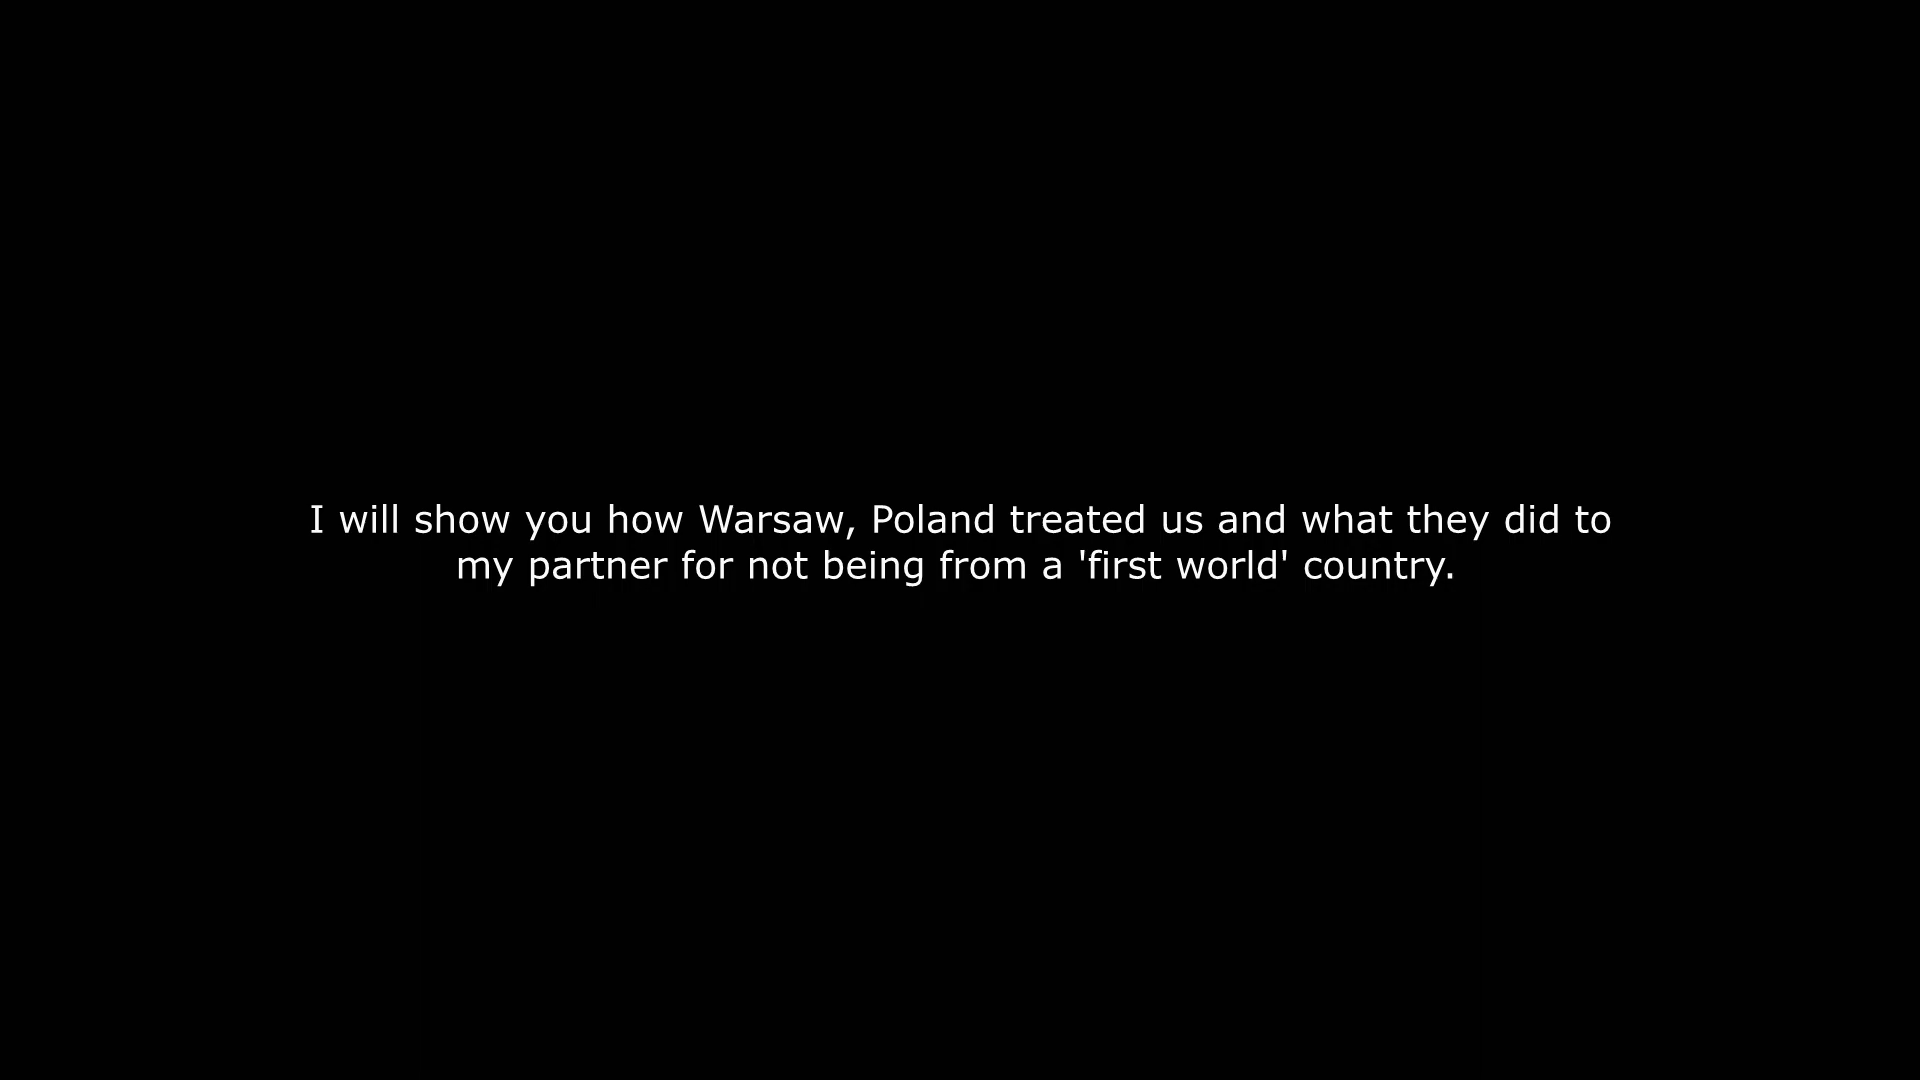 I will show you how Warsaw, Poland treated us and what they did to
my partner for not being from a 'first world' country.